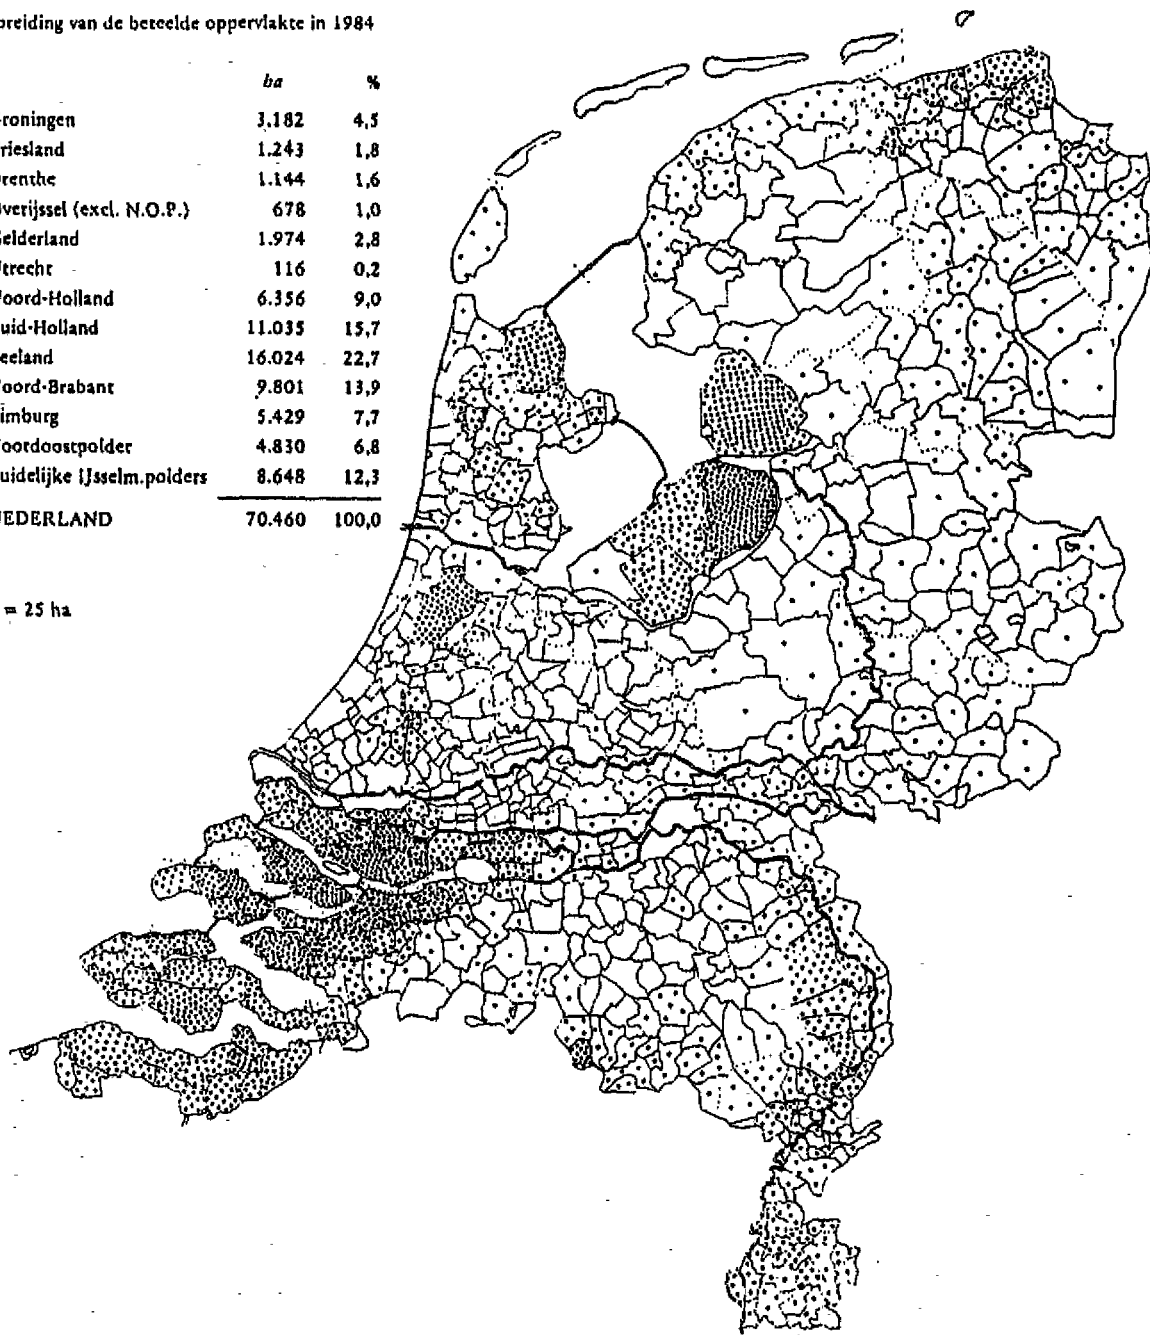 breiding van de beteelde oppervlakte in 1984
ha %
roningen 3.182 4,5
riesland 1.243 1,8
renthe 1.144 1,6
verijssel (excl. N.O.P.) 678 1,0
elderland 1.974 2,8
trecht 116 0,2
oord-Holland 6.356 9,0
uid-Holland 11.035 15,7
eeland 16.024 22,7
oord-Brabant 9.801 13,9
imburg 5.429 7,7
oordoostpolder 4.830 6,8
uidelijke IJsselm.polders 8.648 12,3
EDERLAND 70.460 100,0
= 25 ha